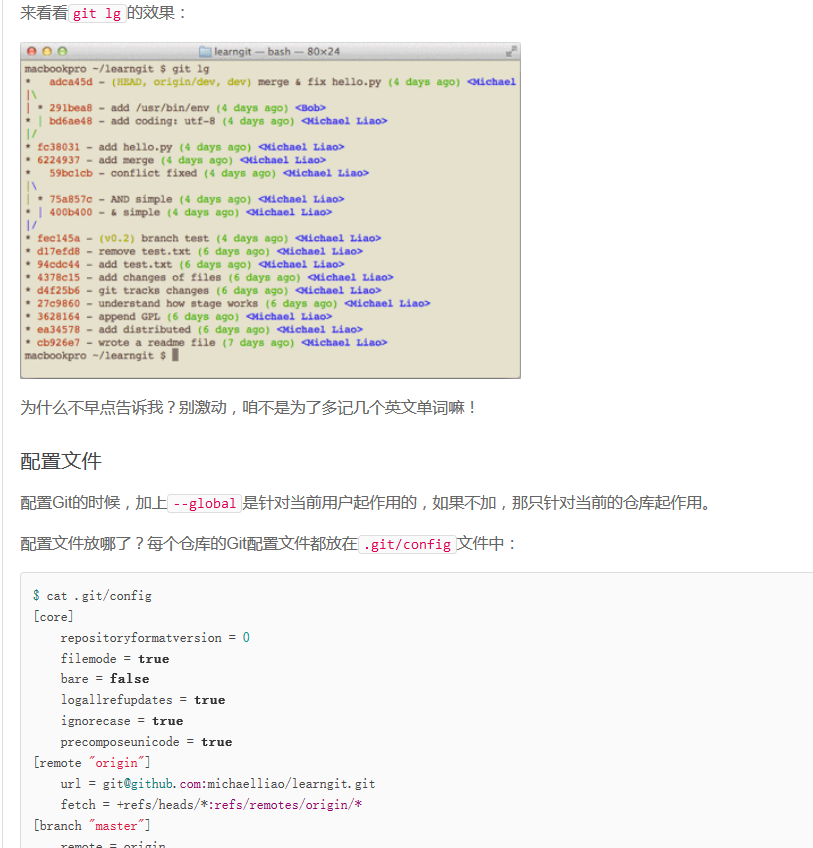 来看看git lg的效果：
learngit — bash — 80×24
macbookpro ~/learngit $ git lg
*   adca45d - (HEAD, origin/dev, dev) merge & fix hello.py (4 days ago) <Michael
|\
| * 291bea8 - add /usr/bin/env (4 days ago) <Bob>
* | bd6ae48 - add coding: utf-8 (4 days ago) <Michael Liao>
|/
* fc38031 - add hello.py (4 days ago) <Michael Liao>
* 6224937 - add merge (4 days ago) <Michael Liao>
*   59bc1cb - conflict fixed (4 days ago) <Michael Liao>
|\
| * 75a857c - AND simple (4 days ago) <Michael Liao>
* | 400b400 - & simple (4 days ago) <Michael Liao>
|/
* fec145a - (v0.2) branch test (4 days ago) <Michael Liao>
* d17efd8 - remove test.txt (6 days ago) <Michael Liao>
* 94cdc44 - add test.txt (6 days ago) <Michael Liao>
* 4378c15 - add changes of files (6 days ago) <Michael Liao>
* d4f25b6 - git tracks changes (6 days ago) <Michael Liao>
* 27c9860 - understand how stage works (6 days ago) <Michael Liao>
* 3628164 - append GPL (6 days ago) <Michael Liao>
* ea34578 - add distributed (6 days ago) <Michael Liao>
* cb926e7 - wrote a readme file (7 days ago) <Michael Liao>
macbookpro ~/learngit $
为什么不早点告诉我？别激动，咱不是为了多记几个英文单词嘛！
配置文件
配置Git的时候，加上--global是针对当前用户起作用的，如果不加，那只针对当前的仓库起作用。
配置文件放哪了？每个仓库的Git配置文件都放在.git/config文件中：
$ cat .git/config
[core]
    repositoryformatversion = 0
    filemode = true
    bare = false
    logallrefupdates = true
    ignorecase = true
    precomposeunicode = true
[remote "origin"]
    url = git@github.com:michaelliao/learngit.git
    fetch = +refs/heads/*:refs/remotes/origin/*
[branch "master"]
    remote = origin